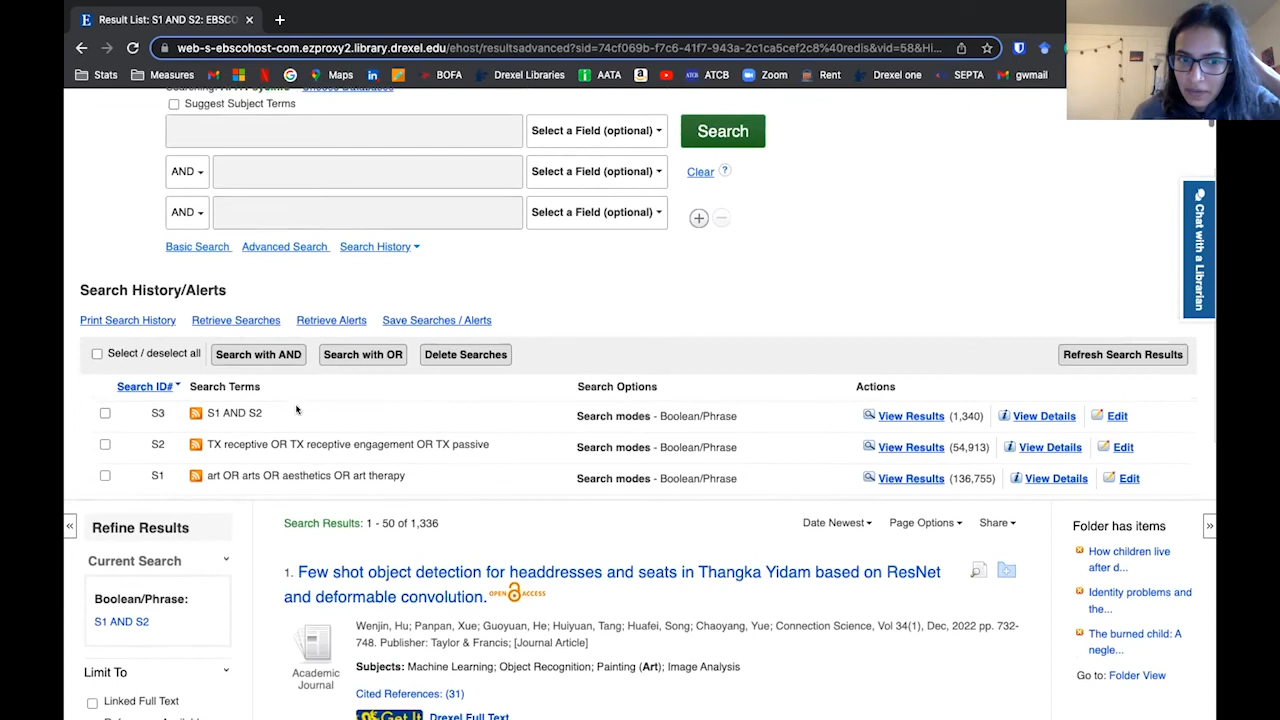 Result List: S1 AND S2: EBSCO
web-s-ebscohost-com.ezproxy2.library.drexel.edu/ehost/resultsadvanced?sid=74cf069b-f7c6-41f7-943a-2c1ca5cef2c8%40redis&vid=58&Hi...
Stats Measures Maps BOFA Drexel Libraries AATA ATCB Zoom Rent Drexel one SEPTA gwmail
Suggest Subject Terms
Select a Field (optional) Search
AND Select a Field (optional) Clear ?
AND Select a Field (optional)
Basic Search Advanced Search Search History
Chat with a Librarian
Search History/Alerts
Print Search History Retrieve Searches Retrieve Alerts Save Searches / Alerts
Select / deselect all Search with AND Search with OR Delete Searches Refresh Search Results
Search ID# Search Terms Search Options Actions
S3 S1 AND S2 Search modes - Boolean/Phrase View Results (1,340) View Details Edit
S2 TX receptive OR TX receptive engagement OR TX passive Search modes - Boolean/Phrase View Results (54,913) View Details Edit
S1 art OR arts OR aesthetics OR art therapy Search modes - Boolean/Phrase View Results (136,755) View Details Edit
« Refine Results
Current Search
Boolean/Phrase:
S1 AND S2
Limit To
Linked Full Text
Search Results: 1 - 50 of 1,336 Date Newest Page Options Share
1. Few shot object detection for headdresses and seats in Thangka Yidam based on ResNet
and deformable convolution. OPEN ACCESS
Wenjin, Hu; Panpan, Xue; Guoyuan, He; Huiyuan, Tang; Huafei, Song; Chaoyang, Yue; Connection Science, Vol 34(1), Dec, 2022 pp. 732-
748. Publisher: Taylor & Francis; [Journal Article]
Academic
Journal
Subjects: Machine Learning; Object Recognition; Painting (Art); Image Analysis
Cited References: (31)
Get It Drexel Full Text
Folder has items »
How children live
after d...
Identity problems and
the...
The burned child: A
negle...
Go to: Folder View